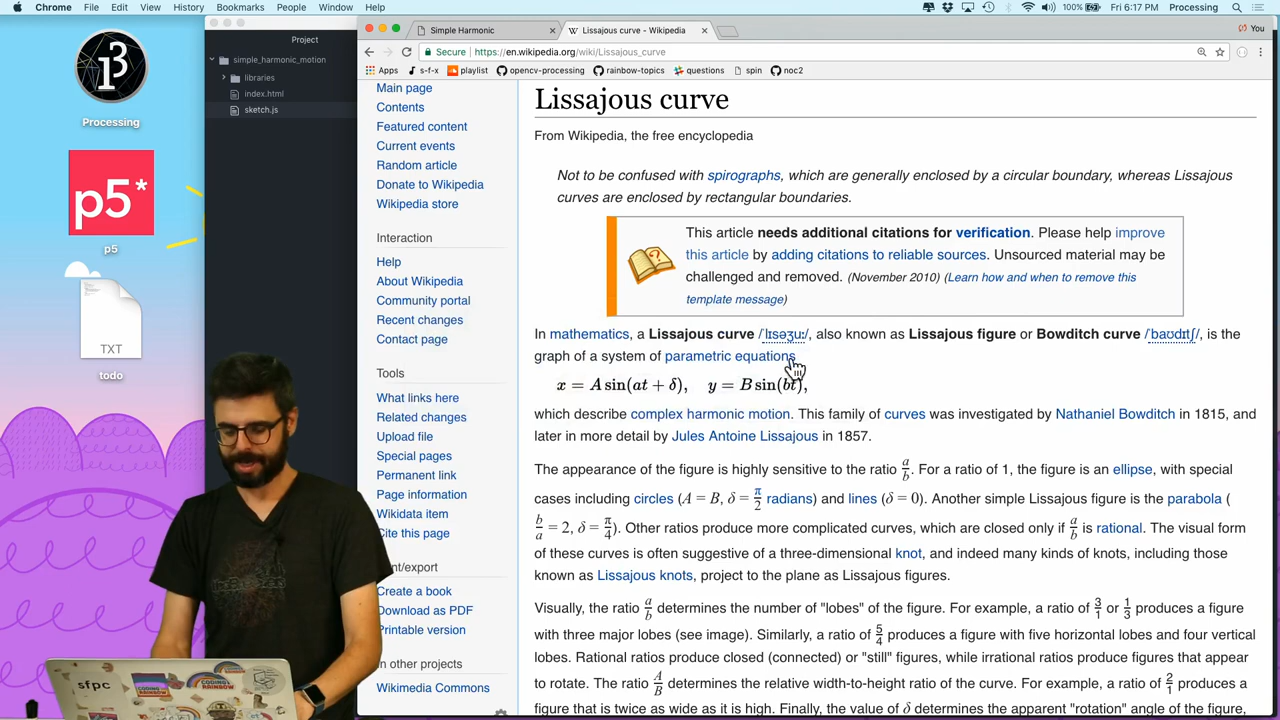 Chrome File Edit View History Bookmarks People Window Help 100% Fri 6:17 PM Processing
Project
simple_harmonic_motion
libraries
index.html
sketch.js
Processing
p5*
p5
TXT
todo
Simple Harmonic
Lissajous curve - Wikipedia
You
Secure https://en.wikipedia.org/wiki/Lissajous_curve
Apps s-f-x playlist opencv-processing rainbow-topics questions spin noc2
Main page
Contents
Featured content
Current events
Random article
Donate to Wikipedia
Wikipedia store
Interaction
Help
About Wikipedia
Community portal
Recent changes
Contact page
Tools
What links here
Related changes
Upload file
Special pages
Permanent link
Page information
Wikidata item
Cite this page
nt/export
Create a book
Download as PDF
Printable version
n other projects
Wikimedia Commons
Lissajous curve
From Wikipedia, the free encyclopedia
Not to be confused with spirographs, which are generally enclosed by a circular boundary, whereas Lissajous
curves are enclosed by rectangular boundaries.
This article needs additional citations for verification. Please help improve
this article by adding citations to reliable sources. Unsourced material may be
challenged and removed. (November 2010) (Learn how and when to remove this
template message)
In mathematics, a Lissajous curve /ˈlɪsəʒuː/, also known as Lissajous figure or Bowditch curve /ˈbaʊdɪtʃ/, is the
graph of a system of parametric equations
x = A sin(at + δ), y = B sin(bt),
which describe complex harmonic motion. This family of curves was investigated by Nathaniel Bowditch in 1815, and
later in more detail by Jules Antoine Lissajous in 1857.
The appearance of the figure is highly sensitive to the ratio a/b. For a ratio of 1, the figure is an ellipse, with special
cases including circles (A = B, δ = π/2 radians) and lines (δ = 0). Another simple Lissajous figure is the parabola (
b/a = 2, δ = π/4). Other ratios produce more complicated curves, which are closed only if a/b is rational. The visual form
of these curves is often suggestive of a three-dimensional knot, and indeed many kinds of knots, including those
known as Lissajous knots, project to the plane as Lissajous figures.
Visually, the ratio a/b determines the number of "lobes" of the figure. For example, a ratio of 3/1 or 1/3 produces a figure
with three major lobes (see image). Similarly, a ratio of 5/4 produces a figure with five horizontal lobes and four vertical
lobes. Rational ratios produce closed (connected) or "still" figures, while irrational ratios produce figures that appear
to rotate. The ratio A/B determines the relative width-to-height ratio of the curve. For example, a ratio of 2/1 produces a
figure that is twice as wide as it is high. Finally, the value of δ determines the apparent "rotation" angle of the figure,
sfpc
CODING RAINBOW